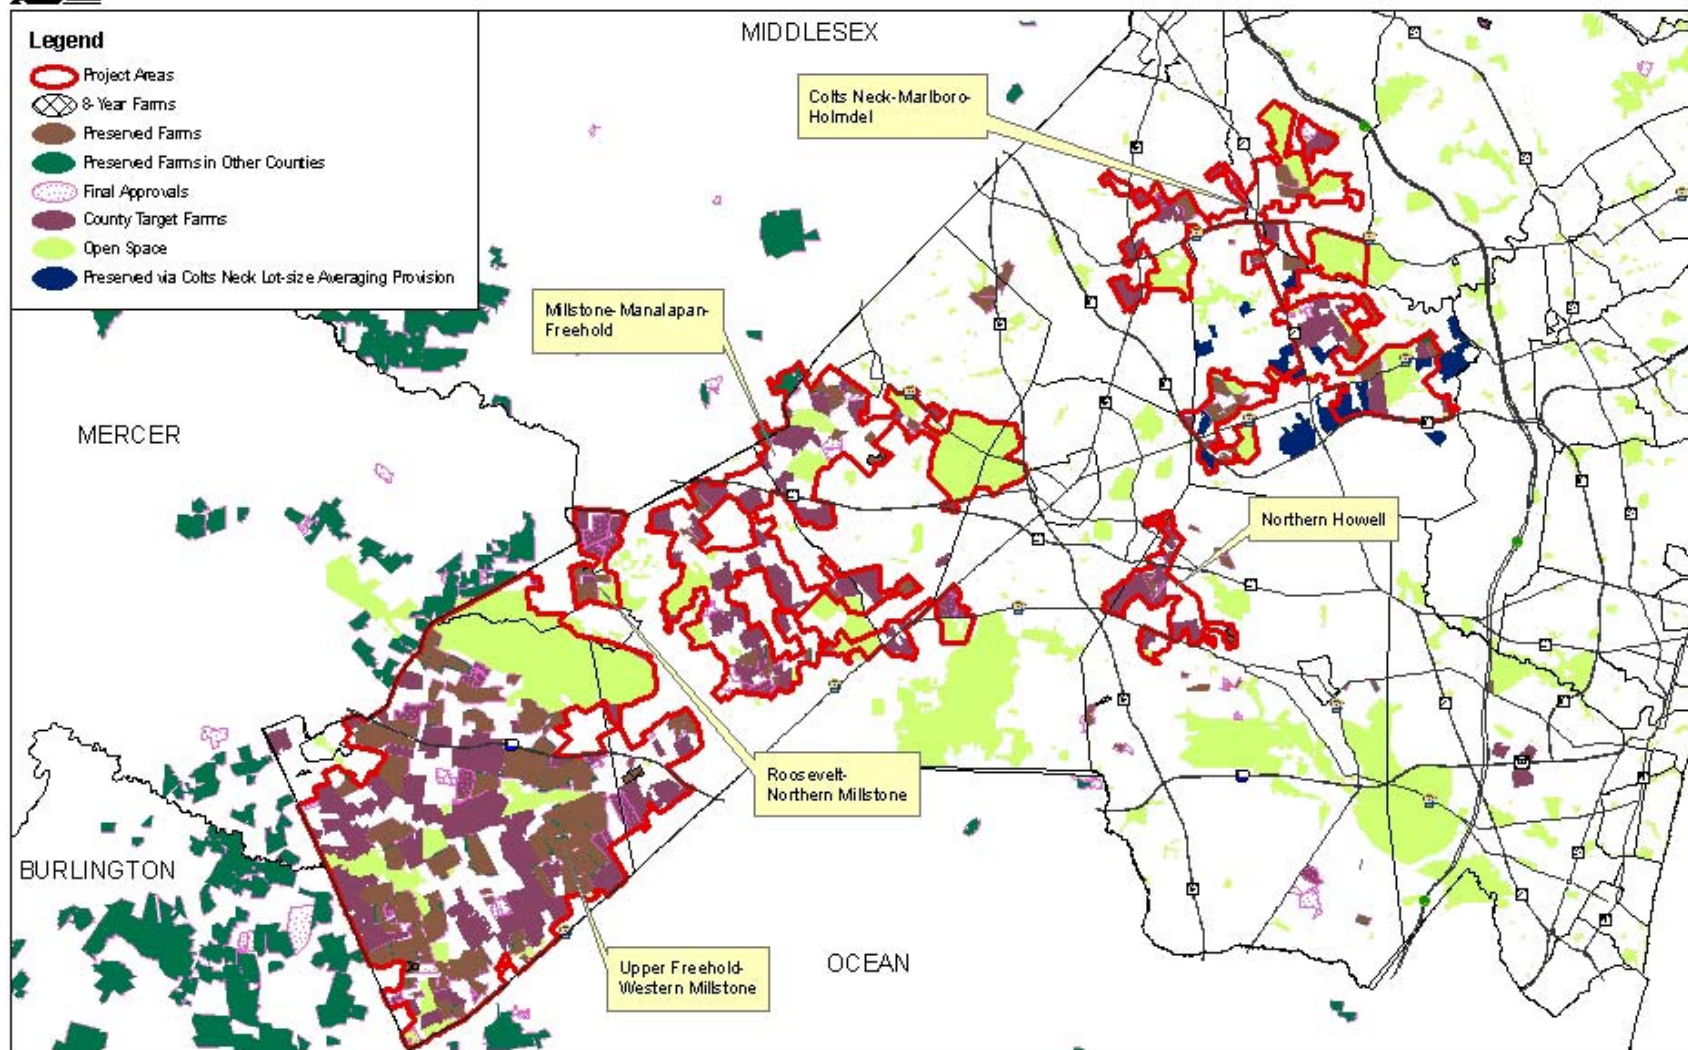 MIDDLESEX
Legend
Project Areas
8-Year Farms
Preserved Farms
Preserved Farms in Other Counties
Final Approvals
County Target Farms
Open Space
Preserved via Colts Neck Lot-size Averaging Provision
Colts Neck-Marlboro-
Holmdel
Millstone-Manalapan-
Freehold
MERCER
Northern Howell
Roosevelt-
Northern Millstone
BURLINGTON
Upper Freehold-
Western Millstone
OCEAN